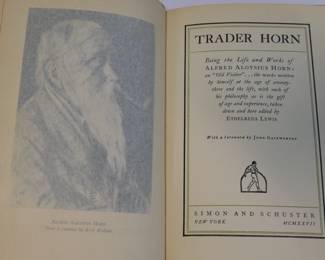 ALFRED ALOYSIUS HORN
TRADER HORN
Being the Life and Works of
ALFRED ALOYSIUS HORN:
an "Old Visiter" . . . the works written
by himself at the age of seventy-
three and the life, with such of
his philosophy as is the gift
of age and experience, taken
down and here edited by
ETHELREDA LEWIS
With a foreword by JOHN GALSWORTHY
SIMON AND SCHUSTER
NEW YORK MCMXXVII